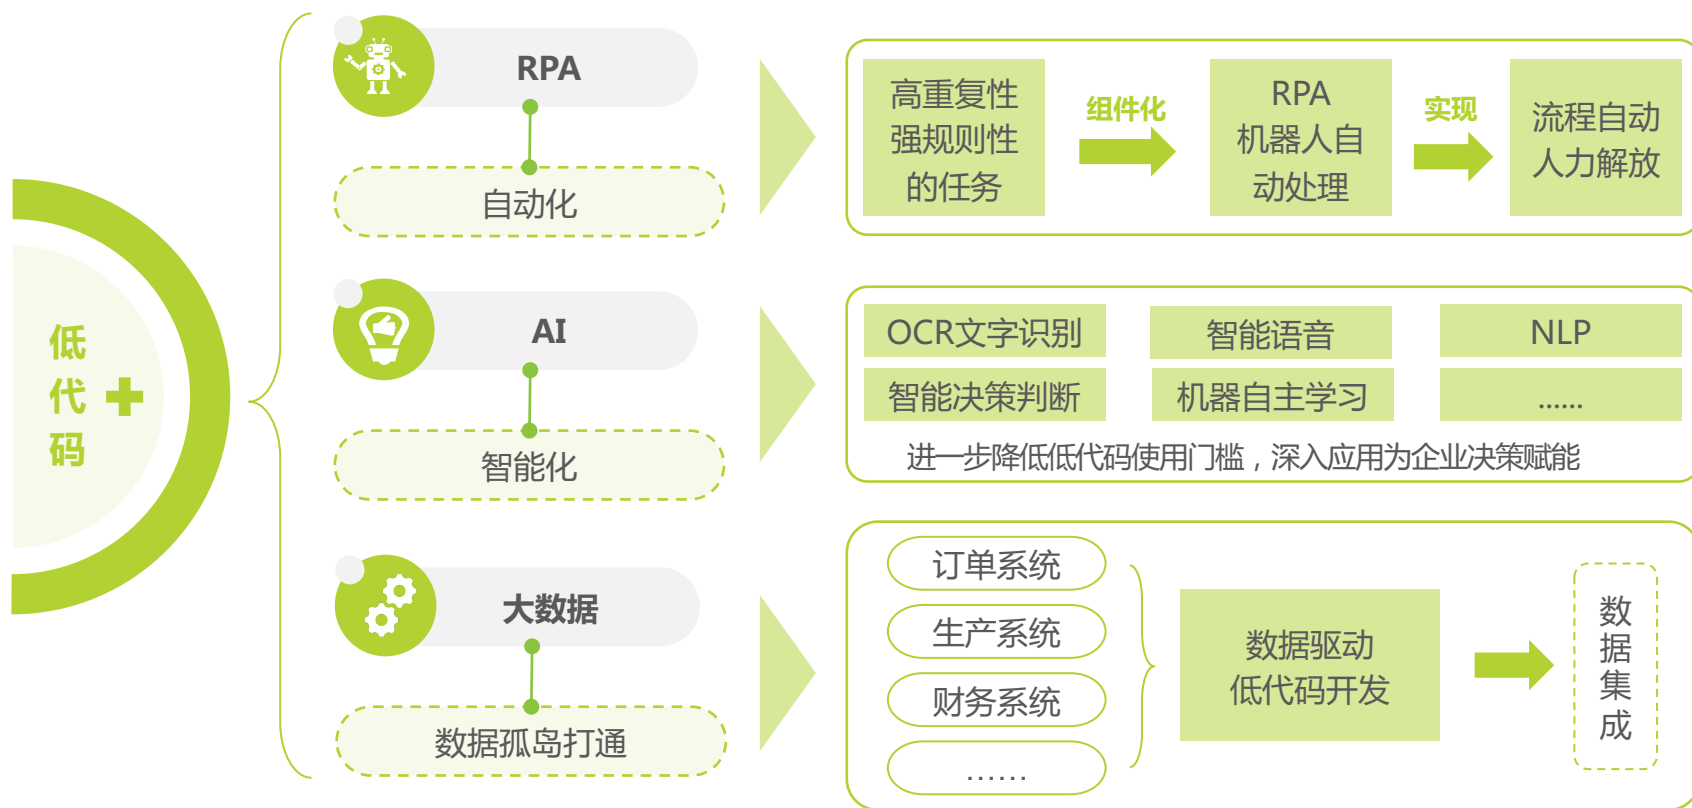 低
代
码
RPA
自动化
高重复性
强规则性
的任务
组件化
RPA
机器人自
动处理
实现
流程自动
人力解放
AI
智能化
OCR文字识别
智能语音
NLP
智能决策判断
机器自主学习
......
进一步降低低代码使用门槛，深入应用为企业决策赋能
大数据
数据孤岛打通
订单系统
生产系统
财务系统
......
数据驱动
低代码开发
数
据
集
成